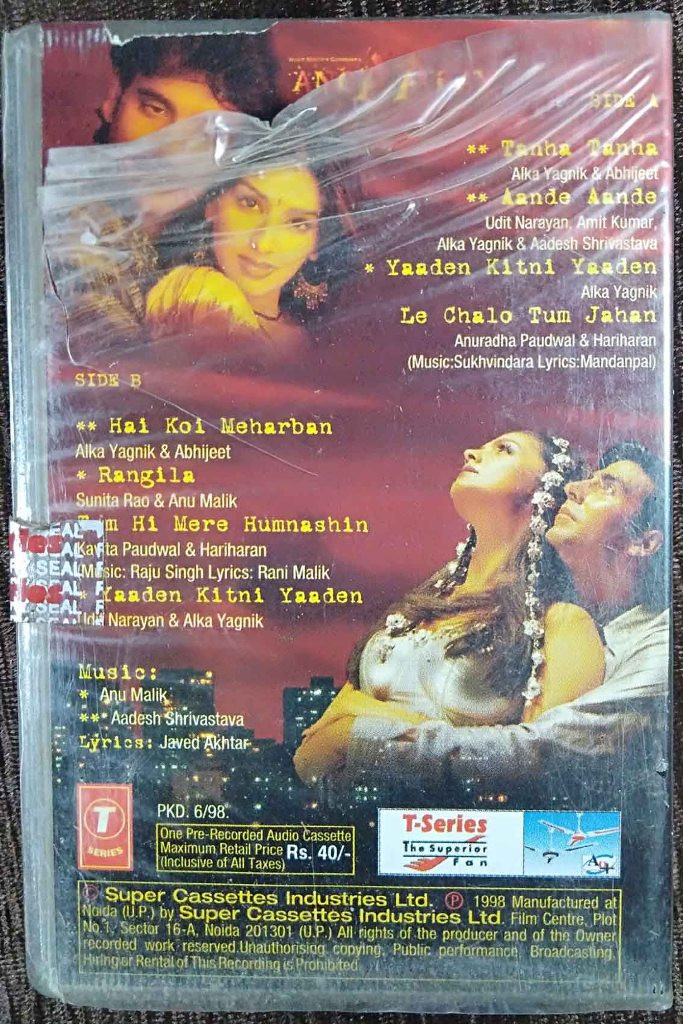 SIDE A
** Tanha Tanha
Alka Yagnik & Abhijeet
** Aande Aande
Udit Narayan, Amit Kumar,
Alka Yagnik & Aadesh Shrivastava
* Yaaden Kitni Yaaden
Alka Yagnik
Le Chalo Tum Jahan
Anuradha Paudwal & Hariharan
(Music:Sukhvindara Lyrics:Mandanpal)
SIDE B
** Hai Koi Meharban
Alka Yagnik & Abhijeet
* Rangila
Sunita Rao & Anu Malik
Tum Hi Mere Humnashin
Kavita Paudwal & Hariharan
Music: Raju Singh Lyrics: Rani Malik
* Yaaden Kitni Yaaden
Udit Narayan & Alka Yagnik
SEAL
Music:
* Anu Malik
** Aadesh Shrivastava
Lyrics: Javed Akhtar
T
SERIES
PKD. 6/98.
One Pre-Recorded Audio Cassette
Maximum Retail Price Rs. 40/-
(Inclusive of All Taxes)
T-Series
The Superior
Fan
Ⓟ Super Cassettes Industries Ltd. Ⓟ 1998 Manufactured at
Noida (U.P.) by Super Cassettes Industries Ltd. Film Centre, Plot
No.1, Sector 16-A, Noida 201301 (U.P.) All rights of the producer and of the Owner
recorded work reserved.Unauthorising copying, Public performance, Broadcasting,
Hiring or Rental of This Recording is Prohibited.